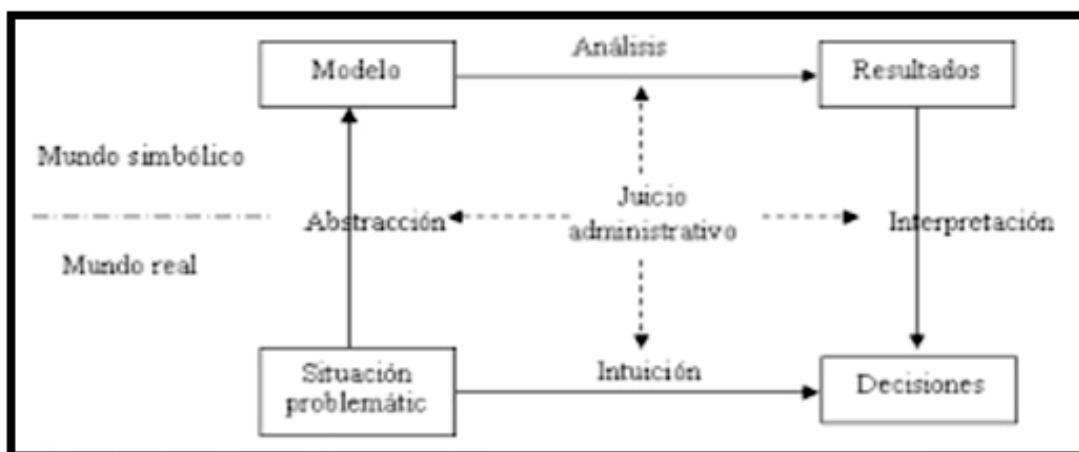 Análisis
Modelo
Resultados
Mundo simbólico
Juicio
administrativo
Abstracción
Interpretación
Mundo real
Situación
problemátic
Intuición
Decisiones